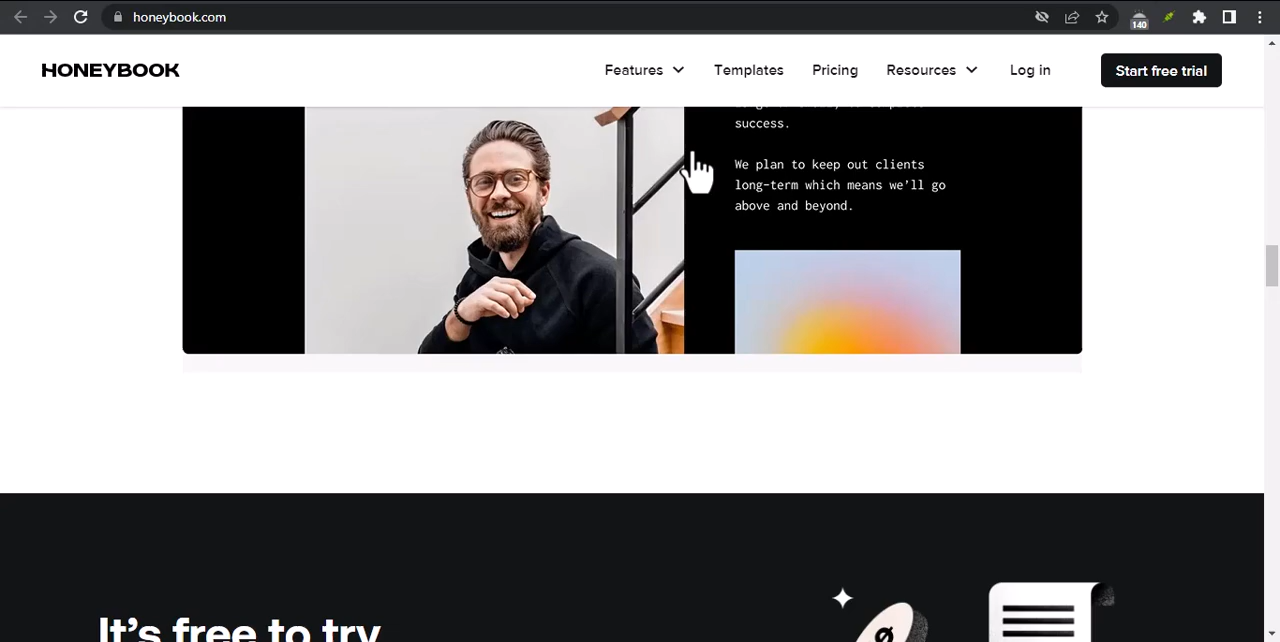 honeybook.com
140
HONEYBOOK
Features
Templates
Pricing
Resources
Log in
Start free trial
success.
We plan to keep out clients
long-term which means we'll go
above and beyond.
It's free to try